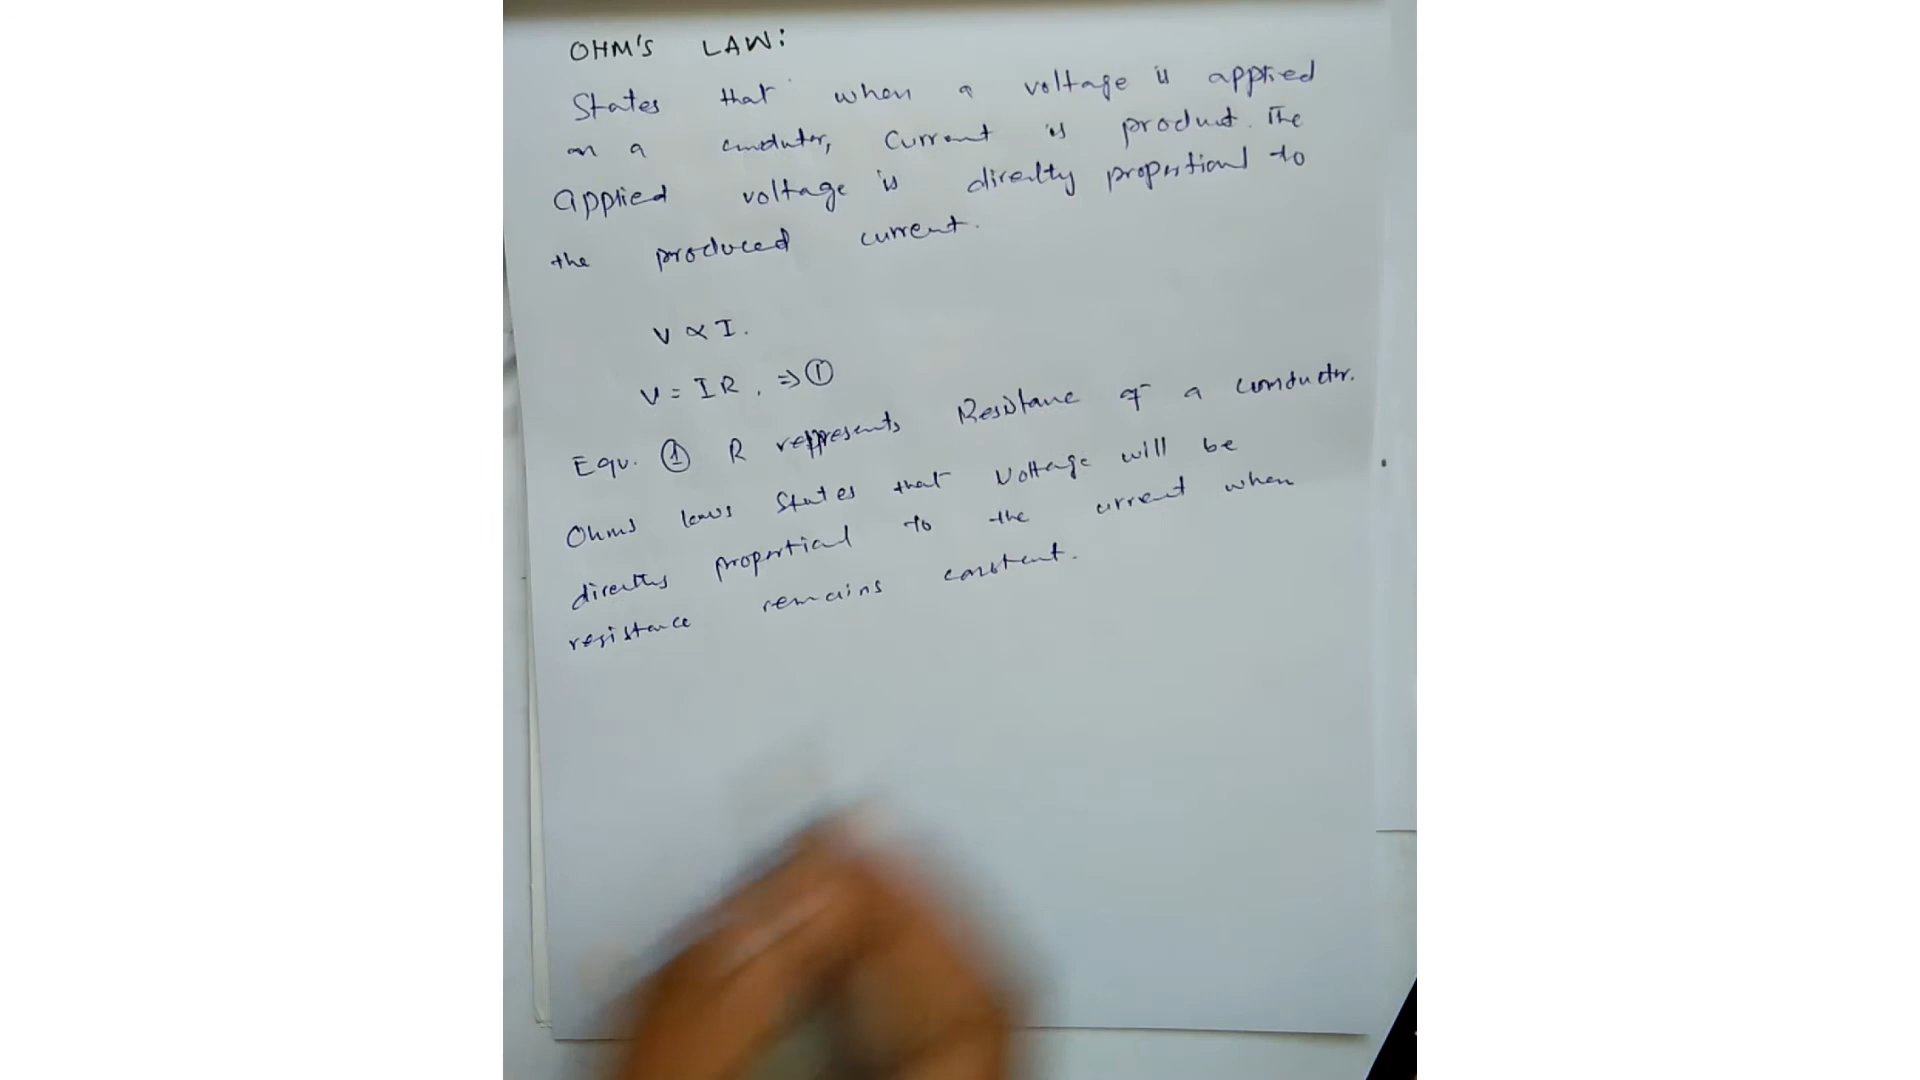 OHM'S LAW:
States that when a voltage is applied
on a conductor, Current is product. The
applied voltage is directly proportional to
the produced current.
V ∝ I.
V = IR, ⇒ ①
Equ. ① R represents Resistance of a conductor.
Ohms laws States that Voltage will be
directly proportional to the current when
resistance remains constant.